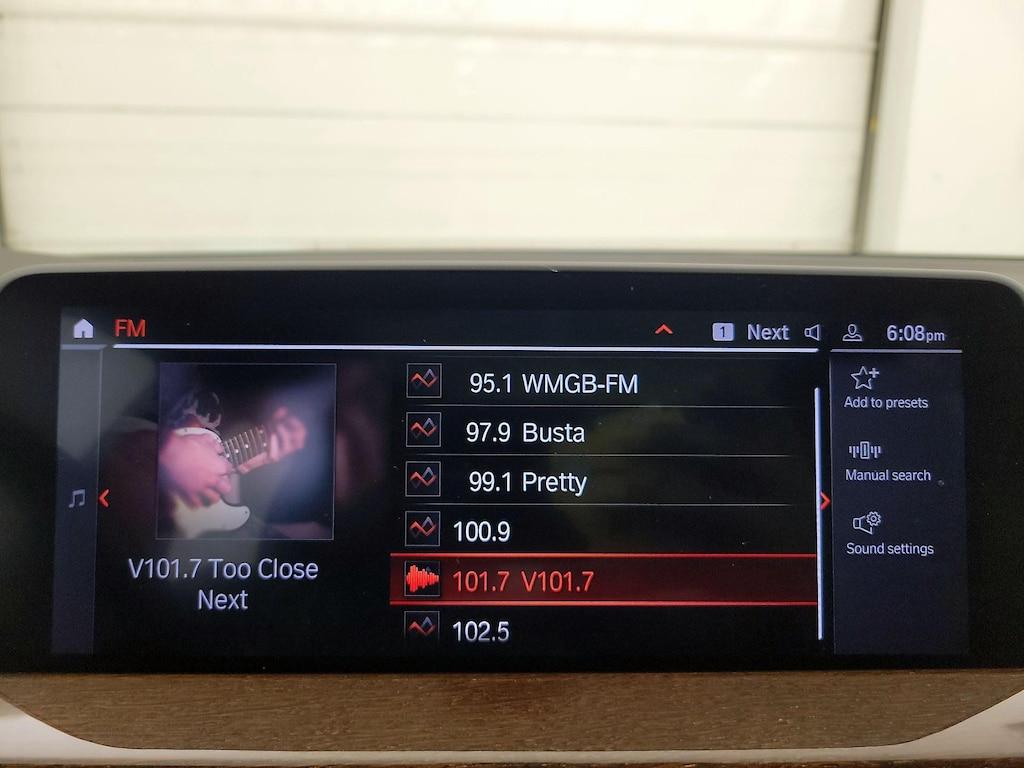 FM
1 Next 6:08pm
95.1 WMGB-FM
97.9 Busta
99.1 Pretty
100.9
101.7 V101.7
102.5
V101.7 Too Close
Next
Add to presets
Manual search
Sound settings